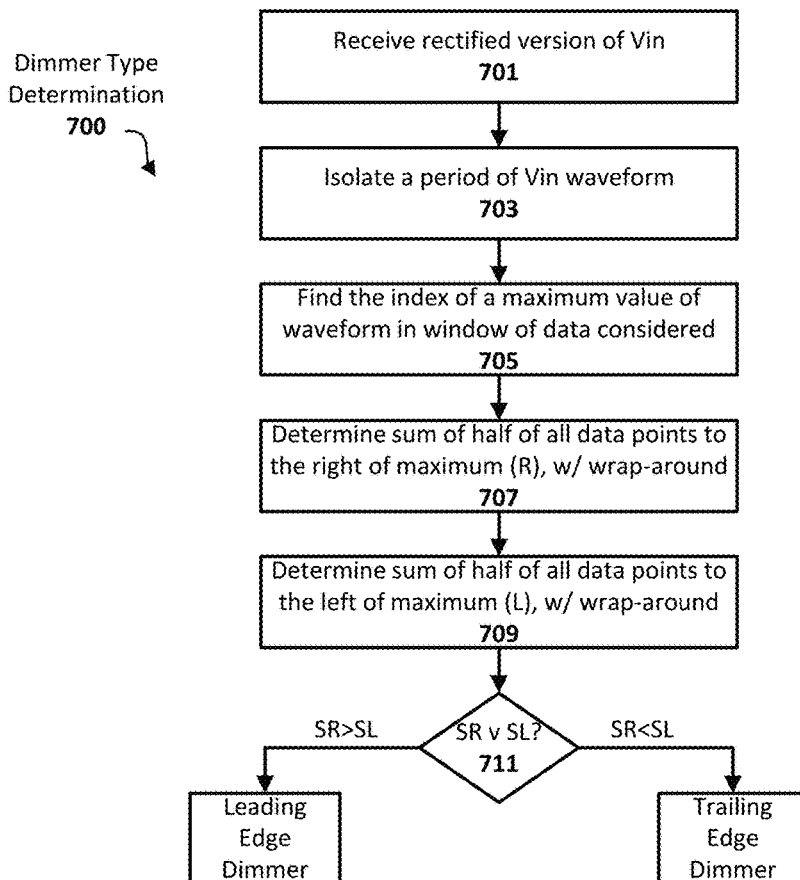 Dimmer Type
Determination
700
Receive rectified version of Vin
701
Isolate a period of Vin waveform
703
Find the index of a maximum value of
waveform in window of data considered
705
Determine sum of half of all data points to
the right of maximum (R), w/ wrap-around
707
Determine sum of half of all data points to
the left of maximum (L), w/ wrap-around
709
SR>SL
SR v SL?
711
SR<SL
Leading
Edge
Dimmer
Trailing
Edge
Dimmer